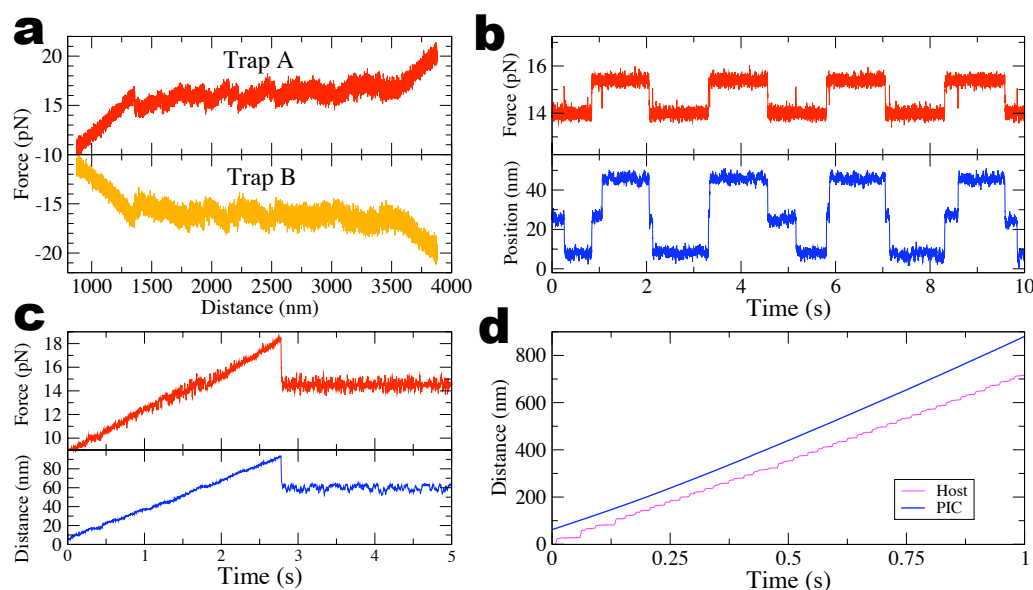 a
Force (pN)
20
15
-10
-15
-20
Trap A
Trap B
1000 1500 2000 2500 3000 3500 4000
Distance (nm)
b
Force (pN)
16
14
Position (nm)
40
20
0
0 2 4 6 8 10
Time (s)
c
Force (pN)
18
16
14
12
10
Distance (nm)
80
60
40
20
0
0 1 2 3 4 5
Time (s)
d
Distance (nm)
800
600
400
200
0
Host
PIC
0 0.25 0.5 0.75 1
Time (s)